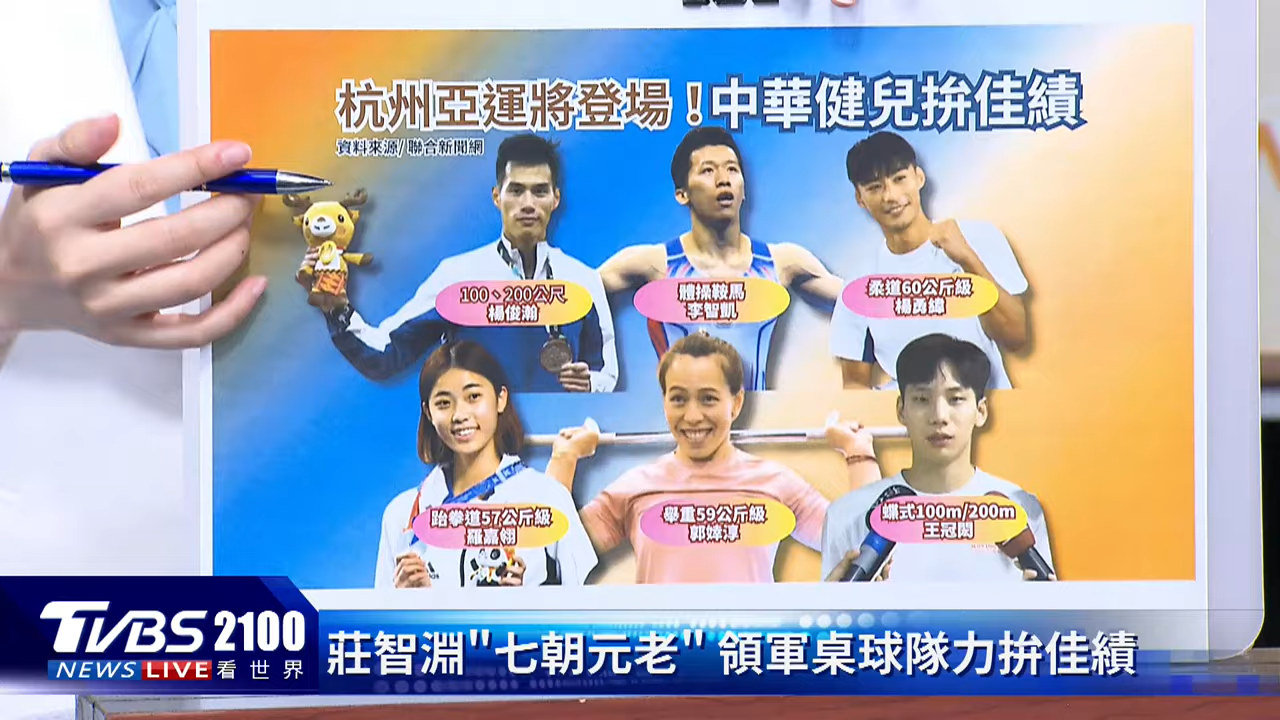 杭州亞運將登場！中華健兒拚佳績
資料來源/ 聯合新聞網
100、200公尺
楊俊瀚
體操鞍馬
李智凱
柔道60公斤級
楊勇緯
跆拳道57公斤級
羅嘉翎
舉重59公斤級
郭婞淳
蝶式100m/200m
王冠閎
TVBS 2100
NEWS LIVE 看世界
莊智淵"七朝元老" 領軍桌球隊力拚佳績